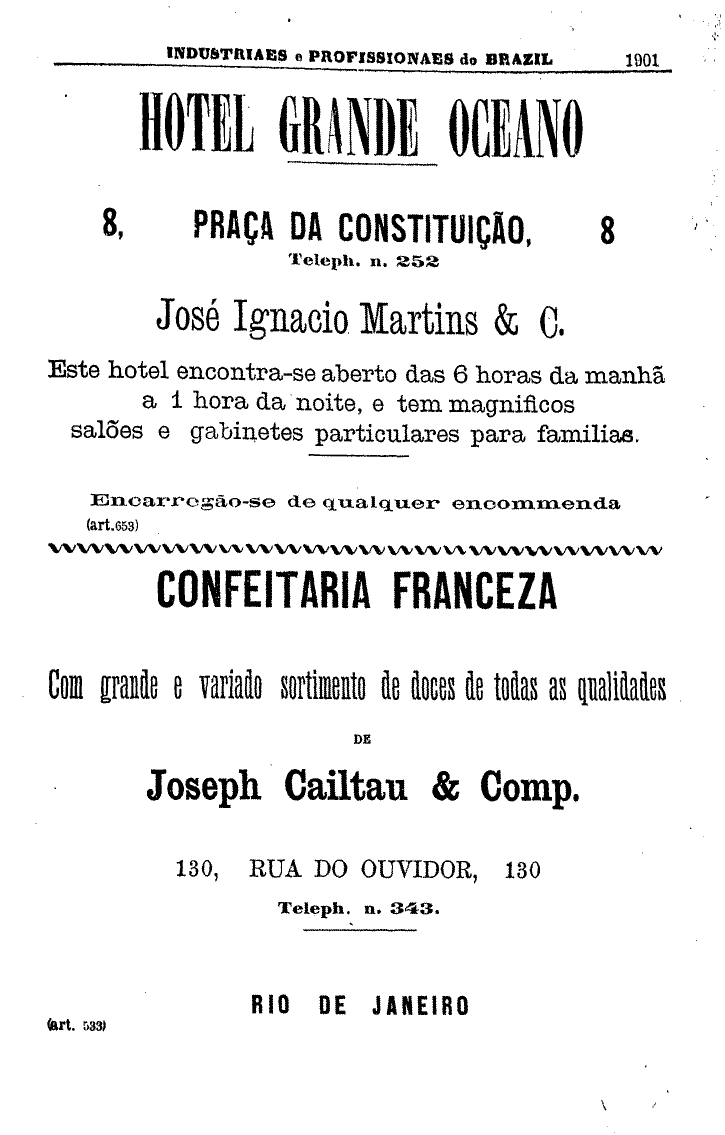 INDUSTRIAES e PROFISSIONAES do BRAZIL 1901
HOTEL GRANDE OCEANO
8, PRAÇA DA CONSTITUIÇÃO, 8
Teleph. n. 252
José Ignacio Martins & C.
Este hotel encontra-se aberto das 6 horas da manhã
a 1 hora da noite, e tem magnificos
salões e gabinetes particulares para familias.
Encarregão-se de qualquer encommenda
(art.653)
CONFEITARIA FRANCEZA
Com grande e variado sortimento de doces de todas as qualidades
DE
Joseph Cailtau & Comp.
130, RUA DO OUVIDOR, 130
Teleph. n. 343.
RIO DE JANEIRO
(art. 533)